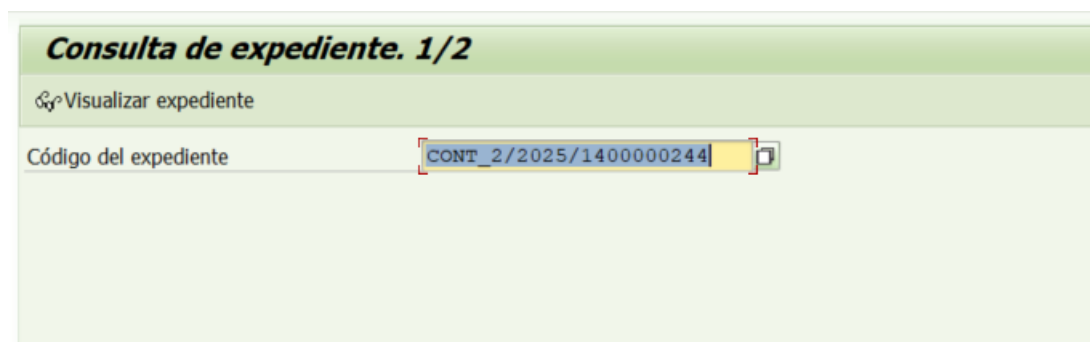 Consulta de expediente. 1/2
Visualizar expediente
Código del expediente CONT_2/2025/1400000244